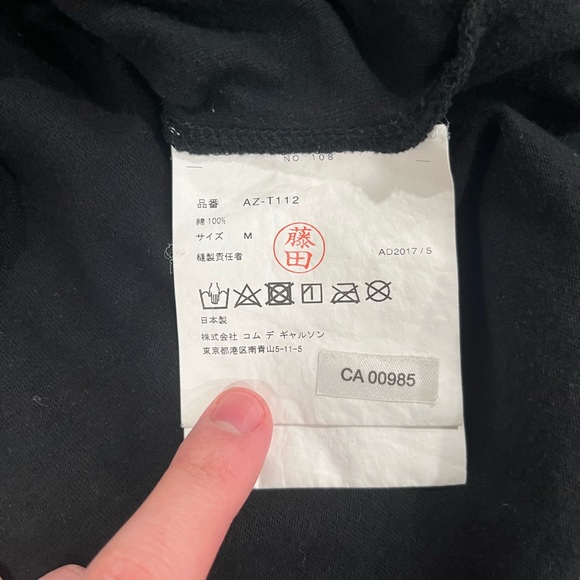 NO. 108
品番 AZ-T112
綿 100%
サイズ M
縫製責任者
藤田
AD2017 / 5
日本製
株式会社 コム デ ギャルソン
東京都港区南青山5-11-5
CA 00985